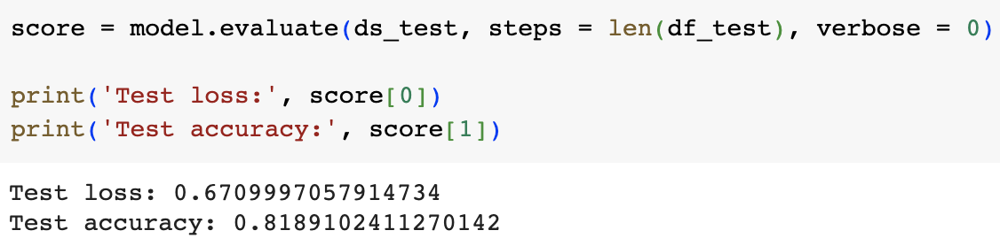 score = model.evaluate(ds_test, steps = len(df_test), verbose = 0)
print('Test loss:', score[0])
print('Test accuracy:', score[1])
Test loss: 0.6709997057914734
Test accuracy: 0.8189102411270142